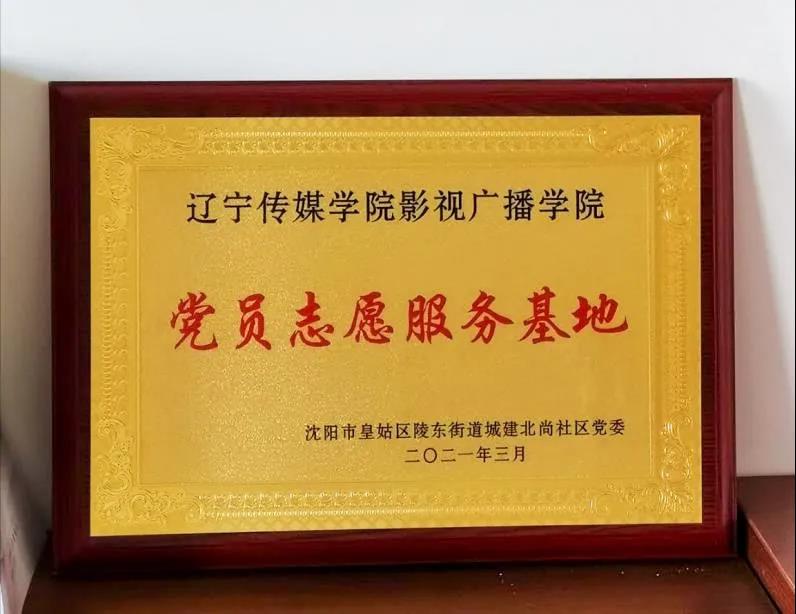 辽宁传媒学院影视广播学院
党员志愿服务基地
沈阳市皇姑区陵东街道城建北尚社区党委
二〇二一年三月